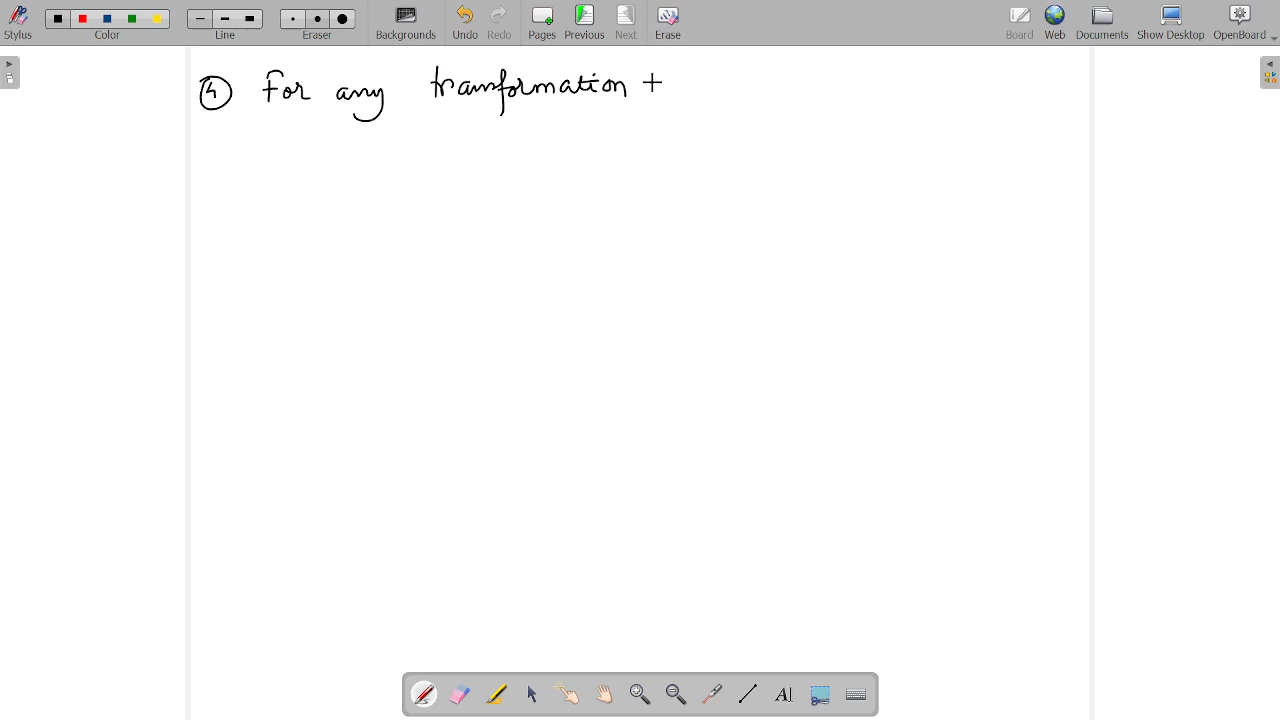 Stylus
Color
Line
Eraser
Backgrounds
Undo
Redo
Pages
Previous
Next
Erase
Board
Web
Documents
Show Desktop
OpenBoard
④ For any transformation +